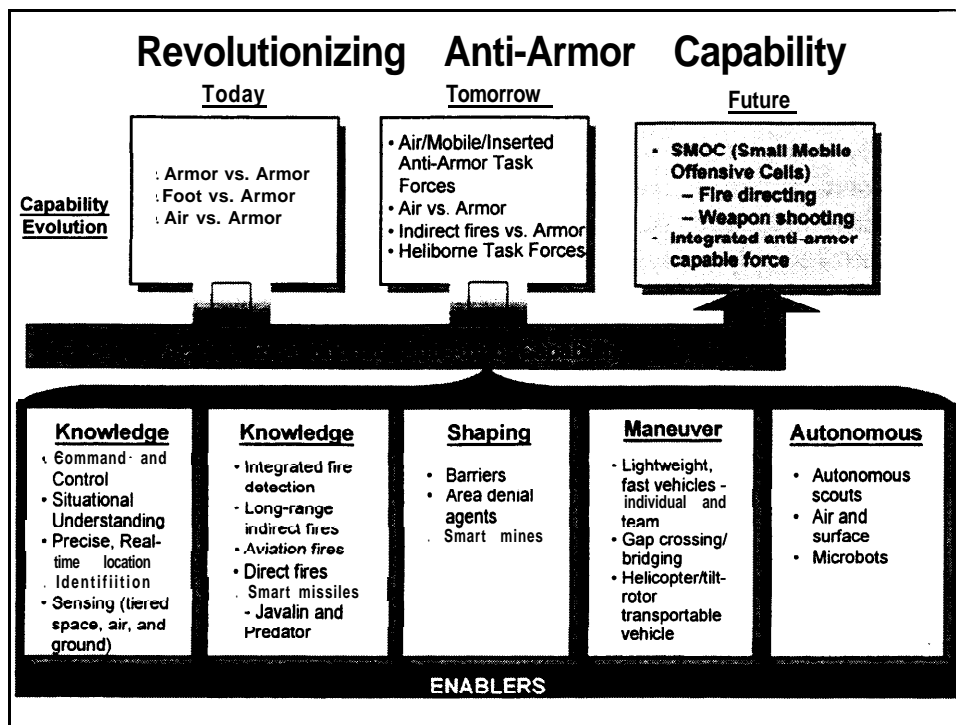 Revolutionizing Anti-Armor Capability
Today
Tomorrow
Future
Capability
Evolution
. Armor vs. Armor
. Foot vs. Armor
. Air vs. Armor
• Air/Mobile/Inserted
Anti-Armor Task
Forces
• Air vs. Armor
• Indirect fires vs. Armor
• Heliborne Task Forces
- SMOC (Small Mobile
Offensive Cells)
– Fire directing
– Weapon shooting
- Integrated anti-armor
capable force
Knowledge
. Command- and
Control
• Situational
Understanding
• Precise, Real-
time location
. Identifiition
• Sensing (tiered
space, air, and
ground)
Knowledge
• Integrated fire
detection
- Long-range
indirect fires
• Aviation fires
• Direct fires
. Smart missiles
- Javalin and
Predator
Shaping
• Barriers
• Area denial
agents
. Smart mines
Maneuver
- Lightweight,
fast vehicles -
individual and
team
• Gap crossing/
bridging
• Helicopter/tilt-
rotor
transportable
vehicle
Autonomous
• Autonomous
scouts
• Air and
surface
• Microbots
ENABLERS